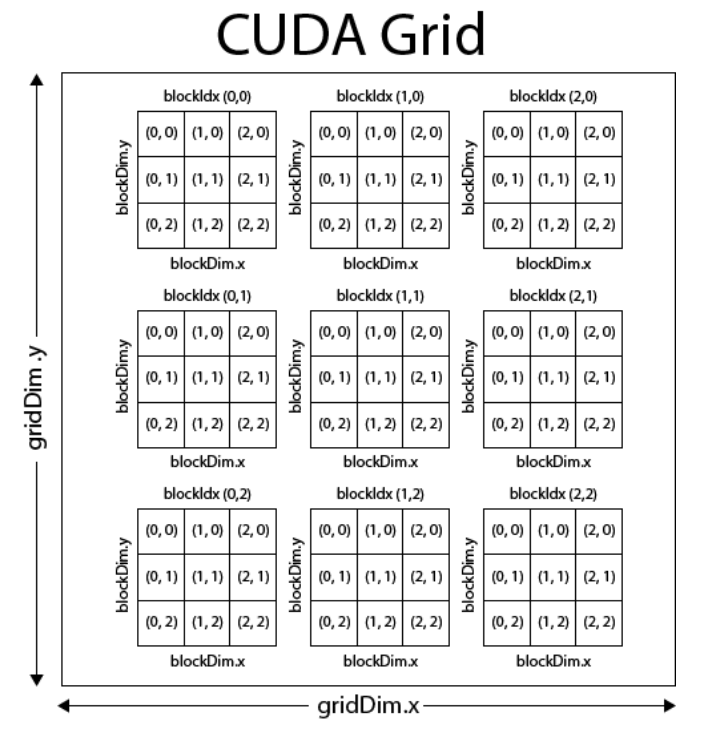 CUDA Grid
blockIdx (0,0) blockIdx (1,0) blockIdx (2,0)
blockDim.y (0, 0) (1, 0) (2, 0) blockDim.y (0, 0) (1, 0) (2, 0) blockDim.y (0, 0) (1, 0) (2, 0)
(0, 1) (1, 1) (2, 1) (0, 1) (1, 1) (2, 1) (0, 1) (1, 1) (2, 1)
(0, 2) (1, 2) (2, 2) (0, 2) (1, 2) (2, 2) (0, 2) (1, 2) (2, 2)
blockDim.x blockDim.x blockDim.x
blockIdx (0,1) blockIdx (1,1) blockIdx (2,1)
gridDim .y
blockDim.y (0, 0) (1, 0) (2, 0) blockDim.y (0, 0) (1, 0) (2, 0) blockDim.y (0, 0) (1, 0) (2, 0)
(0, 1) (1, 1) (2, 1) (0, 1) (1, 1) (2, 1) (0, 1) (1, 1) (2, 1)
(0, 2) (1, 2) (2, 2) (0, 2) (1, 2) (2, 2) (0, 2) (1, 2) (2, 2)
blockDim.x blockDim.x blockDim.x
blockIdx (0,2) blockIdx (1,2) blockIdx (2,2)
blockDim.y (0, 0) (1, 0) (2, 0) blockDim.y (0, 0) (1, 0) (2, 0) blockDim.y (0, 0) (1, 0) (2, 0)
(0, 1) (1, 1) (2, 1) (0, 1) (1, 1) (2, 1) (0, 1) (1, 1) (2, 1)
(0, 2) (1, 2) (2, 2) (0, 2) (1, 2) (2, 2) (0, 2) (1, 2) (2, 2)
blockDim.x blockDim.x blockDim.x
gridDim.x